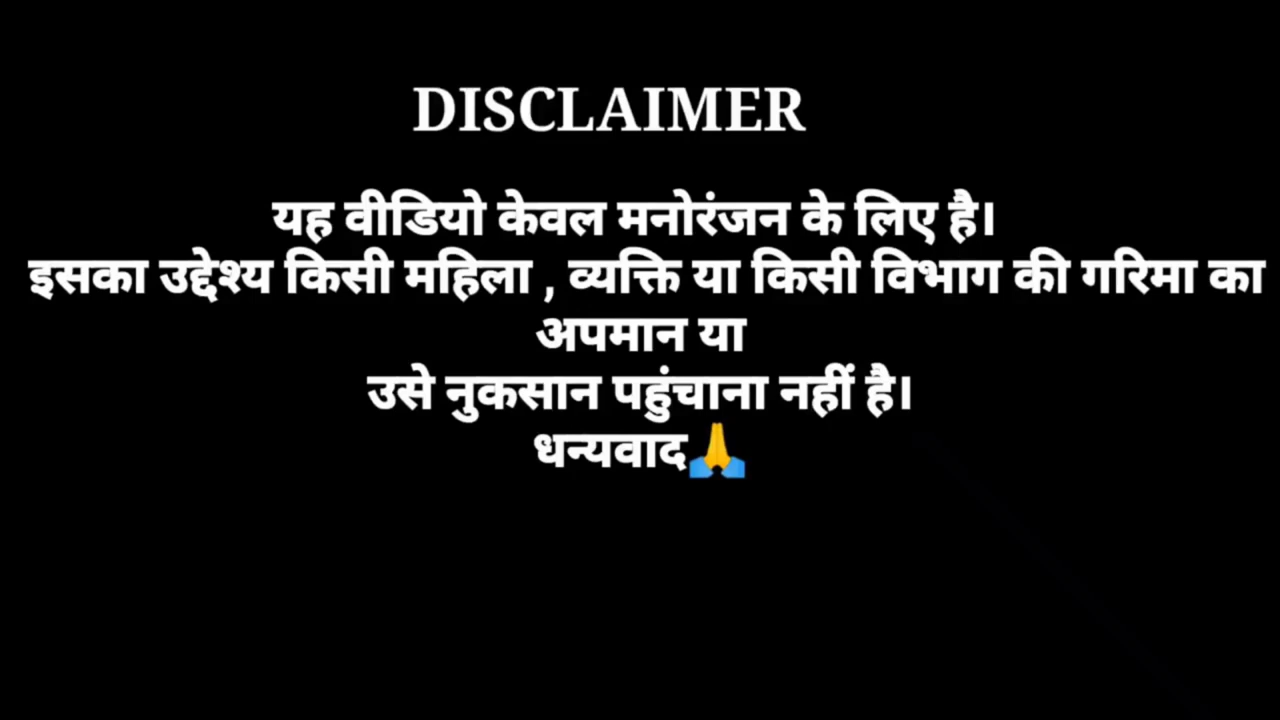 DISCLAIMER
यह वीडियो केवल मनोरंजन के लिए है।
इसका उद्देश्य किसी महिला , व्यक्ति या किसी विभाग की गरिमा का
अपमान या
उसे नुकसान पहुंचाना नहीं है।
धन्यवाद🙏